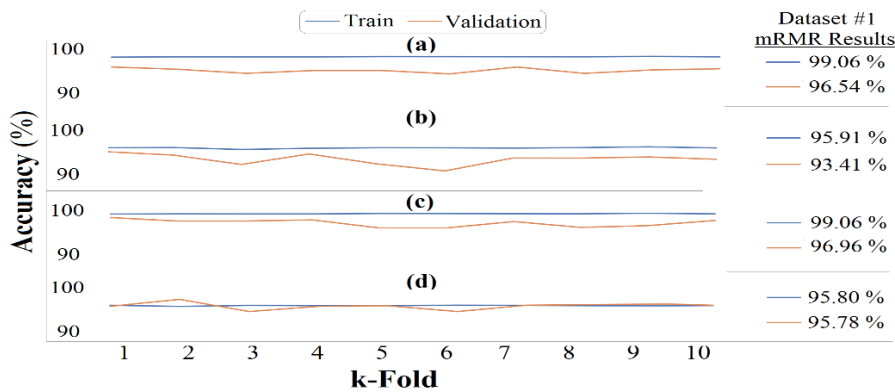 Train Validation
Dataset #1
mRMR Results
(a)
100
90
99.06 %
96.54 %
(b)
100
90
95.91 %
93.41 %
(c)
100
90
99.06 %
96.96 %
(d)
100
90
95.80 %
95.78 %
Accuracy (%)
1 2 3 4 5 6 7 8 9 10
k-Fold